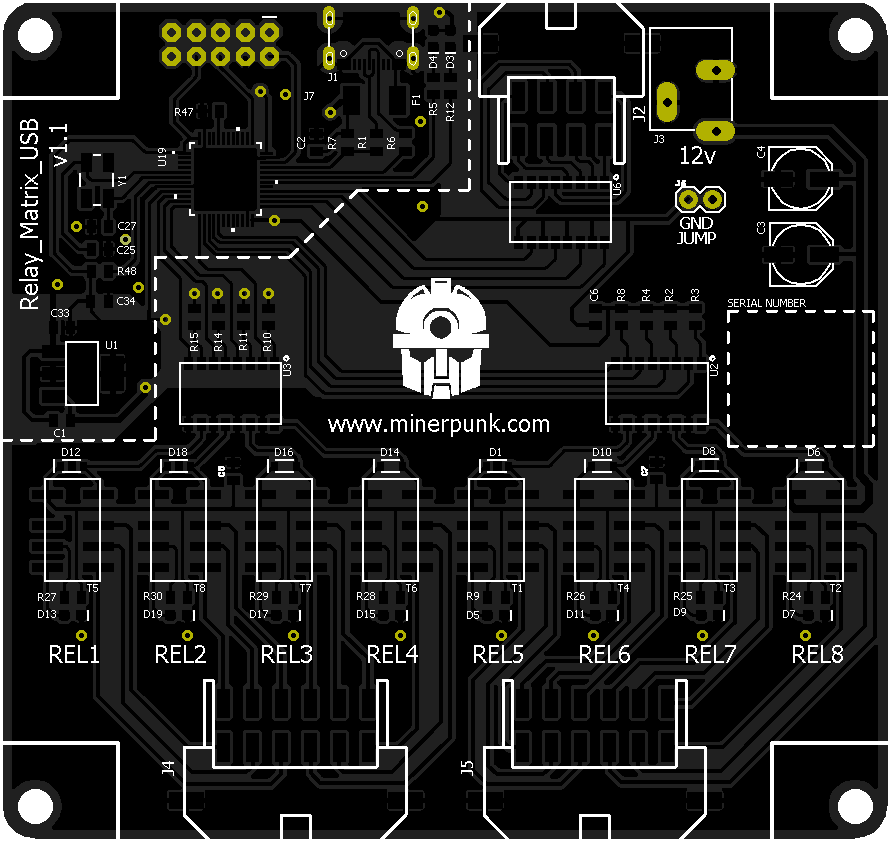 J1
D4
D3
J7
F1
R47
R5
R12
J2
J3
12v
C2
R7
R1
R6
U19
Relay_Matrix_USB
v1.1
Y1
U6
C4
J6
GND
JUMP
C3
C27
C25
R48
C34
C33
U1
C1
R15
R14
R11
R10
U3
C6
R8
R4
R2
R3
SERIAL NUMBER
U2
www.minerpunk.com
D12
D18
D16
D14
D1
D10
D8
D6
T5
T8
T7
T6
T1
T4
T3
T2
R27
R30
R29
R28
R9
R26
R25
R24
D13
D19
D17
D15
D5
D11
D9
D7
REL1
REL2
REL3
REL4
REL5
REL6
REL7
REL8
J4
J5